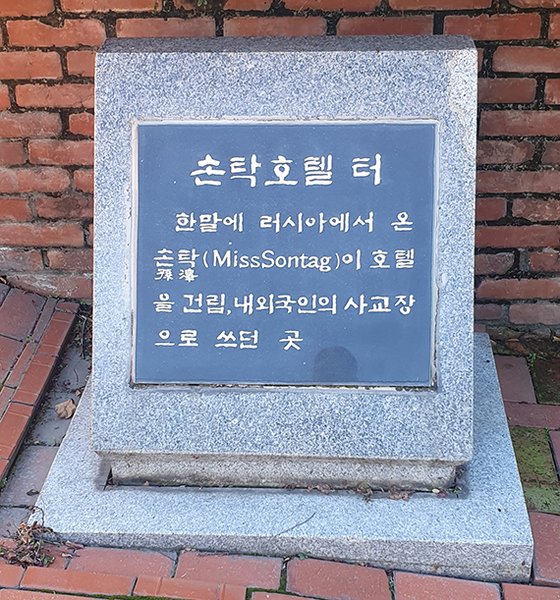 손탁호텔 터
한말에 러시아에서 온
손탁(MissSontag)이 호텔
孫澤
을 건립,내외국인의 사교장
으로 쓰던 곳